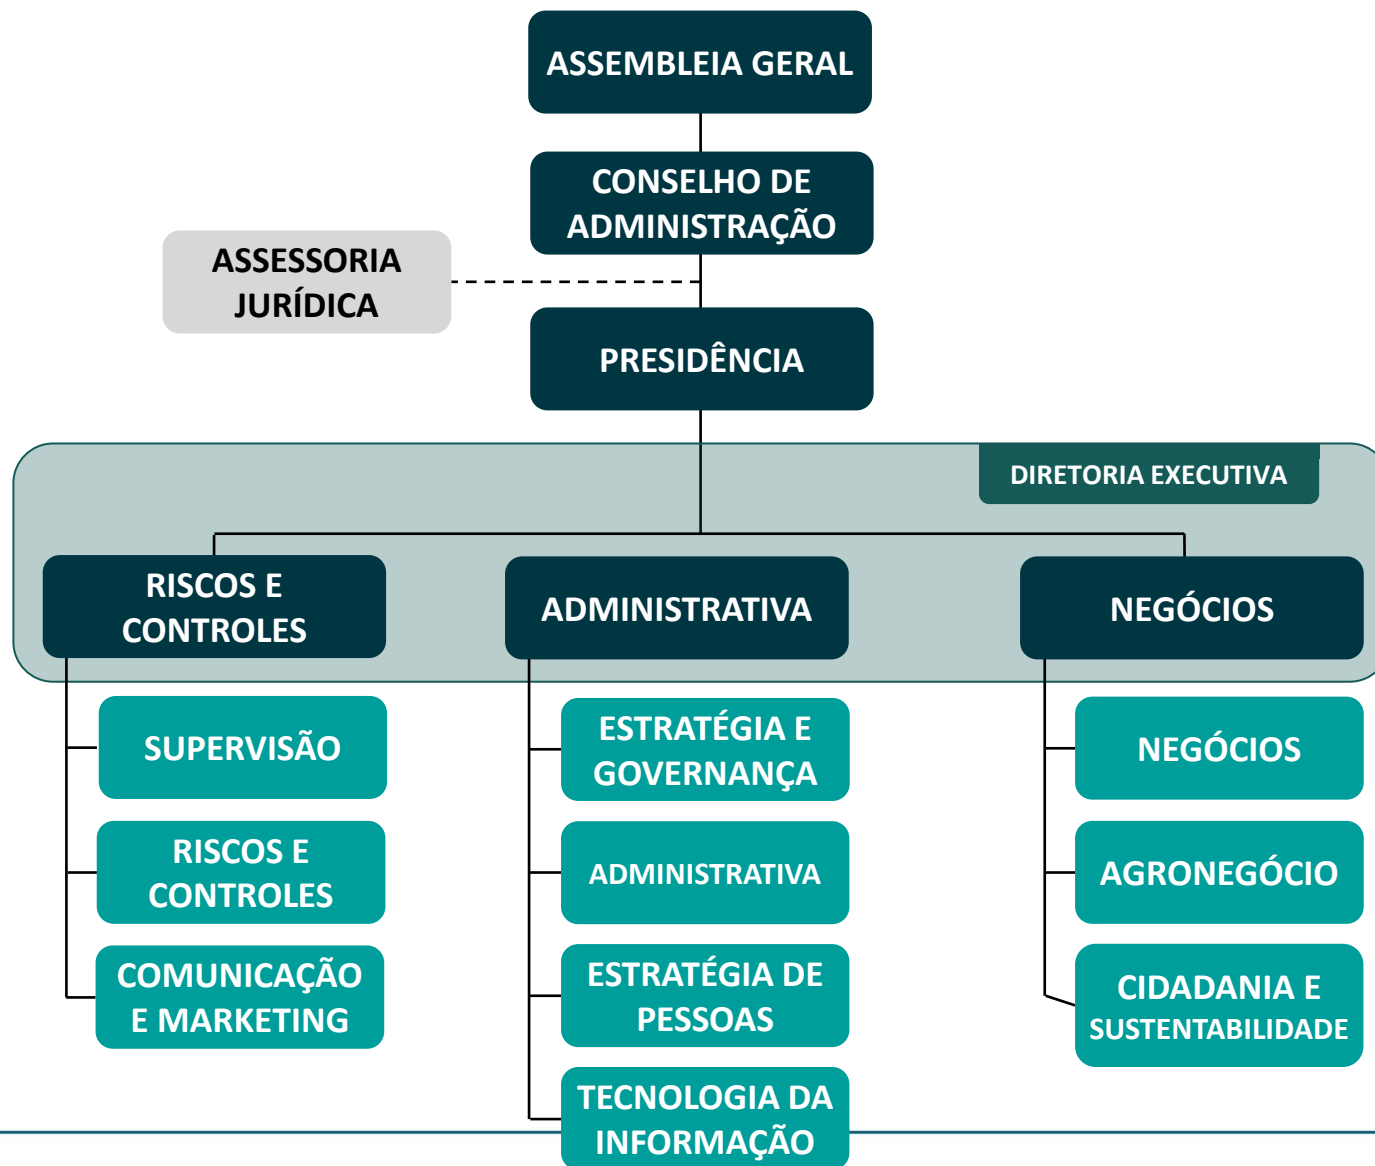 ASSEMBLEIA GERAL
CONSELHO DE
ADMINISTRAÇÃO
ASSESSORIA
JURÍDICA
PRESIDÊNCIA
DIRETORIA EXECUTIVA
RISCOS E
CONTROLES
ADMINISTRATIVA
NEGÓCIOS
SUPERVISÃO
RISCOS E
CONTROLES
COMUNICAÇÃO
E MARKETING
ESTRATÉGIA E
GOVERNANÇA
ADMINISTRATIVA
ESTRATÉGIA DE
PESSOAS
TECNOLOGIA DA
INFORMAÇÃO
NEGÓCIOS
AGRONEGÓCIO
CIDADANIA E
SUSTENTABILIDADE